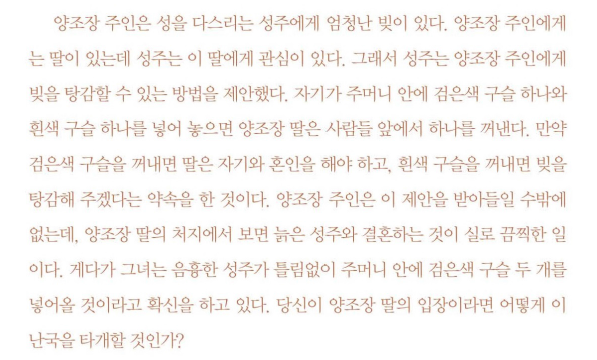 양조장 주인은 성을 다스리는 성주에게 엄청난 빚이 있다. 양조장 주인에게
는 딸이 있는데 성주는 이 딸에게 관심이 있다. 그래서 성주는 양조장 주인에게
빚을 탕감할 수 있는 방법을 제안했다. 자기가 주머니 안에 검은색 구슬 하나와
흰색 구슬 하나를 넣어 놓으면 양조장 딸은 사람들 앞에서 하나를 꺼낸다. 만약
검은색 구슬을 꺼내면 딸은 자기와 혼인을 해야 하고, 흰색 구슬을 꺼내면 빚을
탕감해 주겠다는 약속을 한 것이다. 양조장 주인은 이 제안을 받아들일 수밖에
없는데, 양조장 딸의 처지에서 보면 늙은 성주와 결혼하는 것이 실로 끔찍한 일
이다. 게다가 그녀는 음흉한 성주가 틀림없이 주머니 안에 검은색 구슬 두 개를
넣어올 것이라고 확신을 하고 있다. 당신이 양조장 딸의 입장이라면 어떻게 이
난국을 타개할 것인가?